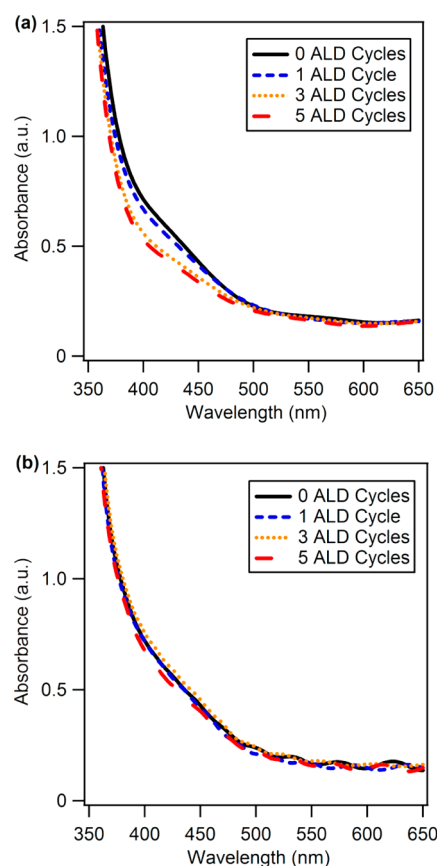 (a)
1.5
1.0
0.5
0
Absorbance (a.u.)
0 ALD Cycles
1 ALD Cycle
3 ALD Cycles
5 ALD Cycles
350 400 450 500 550 600 650
Wavelength (nm)
(b)
1.5
1.0
0.5
0
Absorbance (a.u.)
0 ALD Cycles
1 ALD Cycle
3 ALD Cycles
5 ALD Cycles
350 400 450 500 550 600 650
Wavelength (nm)